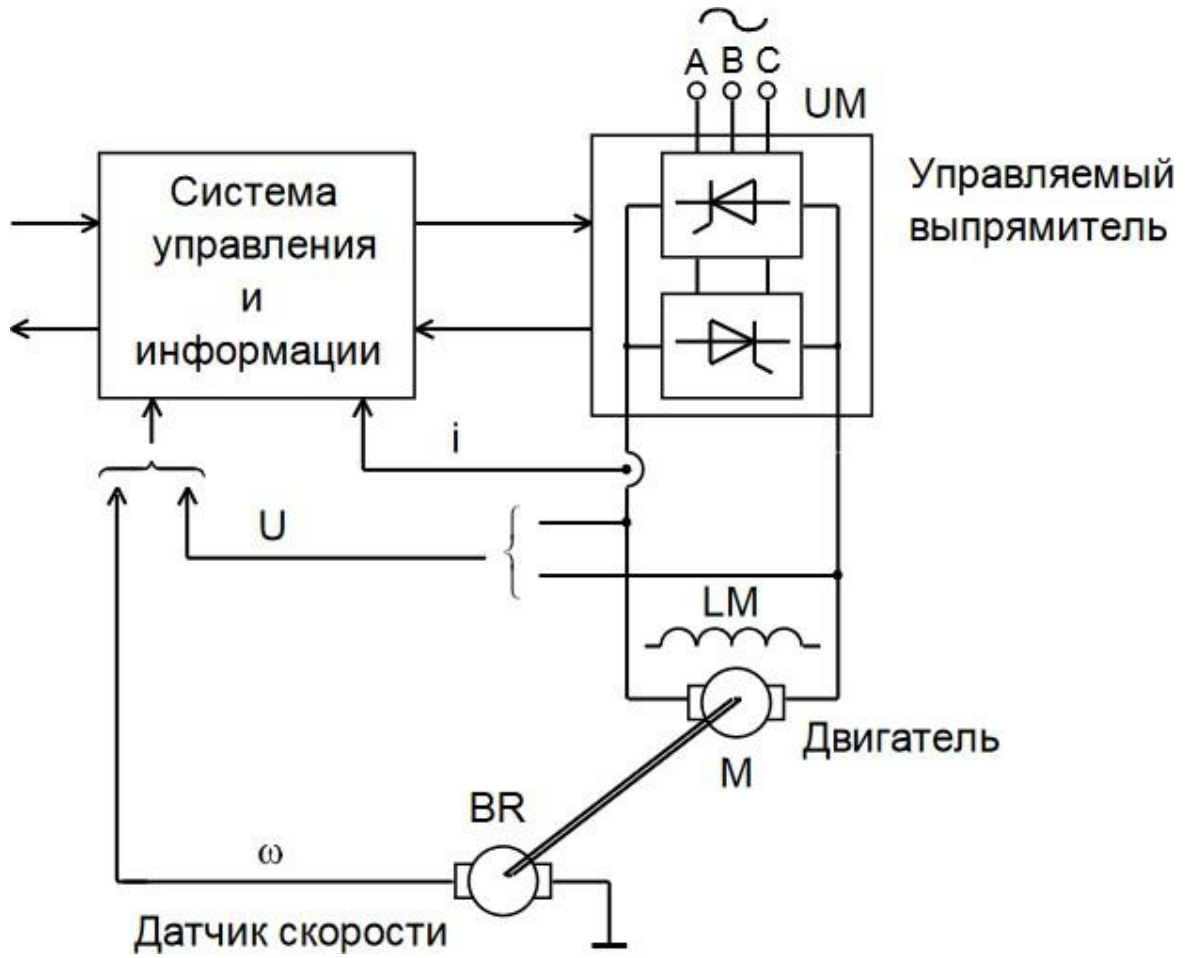 A B C
UM
Система
управления
и
информации
Управляемый
выпрямитель
i
U
LM
Двигатель
M
BR
ω
Датчик скорости